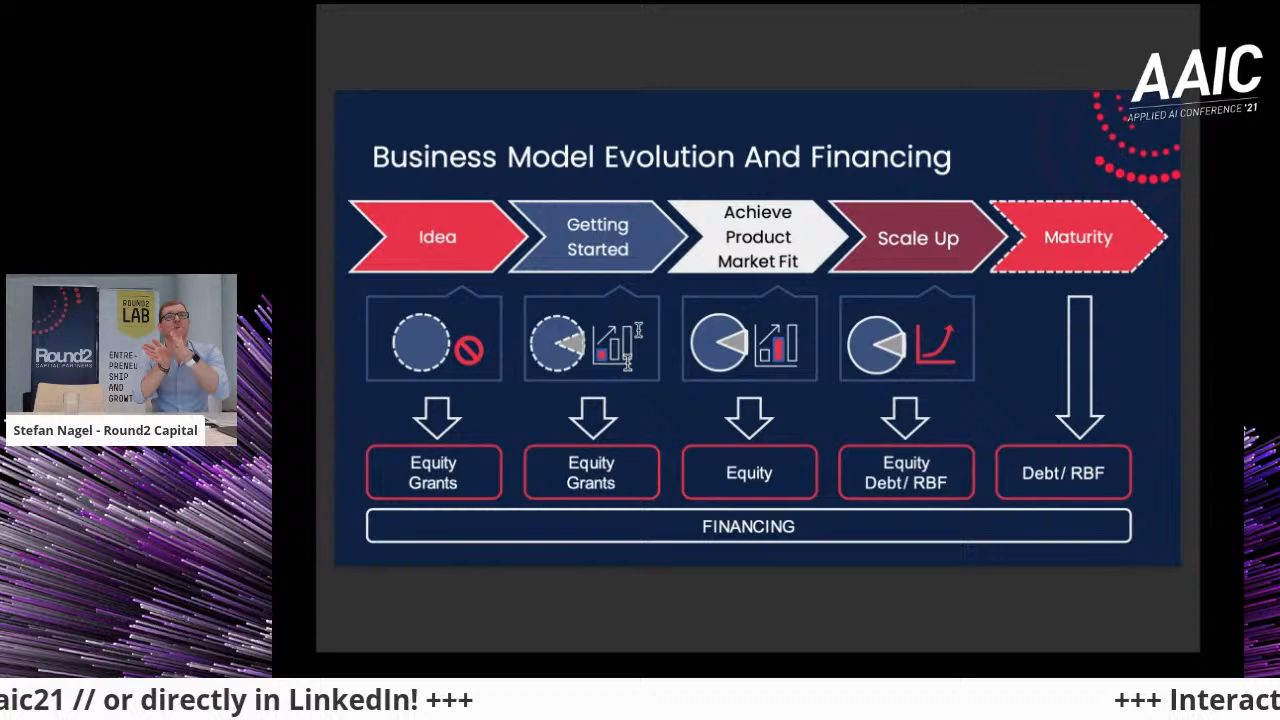 AAIC
APPLIED AI CONFERENCE '21
Business Model Evolution And Financing
Idea
Getting
Started
Achieve
Product
Market Fit
Scale Up
Maturity
Round2
CAPITAL PARTNERS
ROUND2
LAB
ENTRE-
PRENEU
SHIP
AND
GROWT
Stefan Nagel - Round2 Capital
Equity
Grants
Equity
Grants
Equity
Equity
Debt/ RBF
Debt/ RBF
FINANCING
aic21 // or directly in LinkedIn! +++
+++ Interact